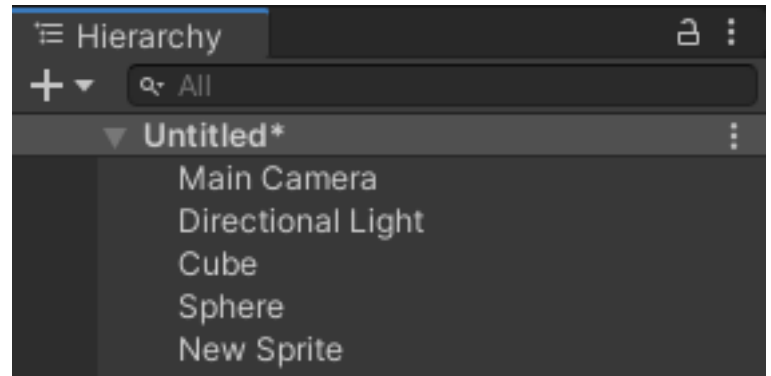 Hierarchy
All
Untitled*
Main Camera
Directional Light
Cube
Sphere
New Sprite